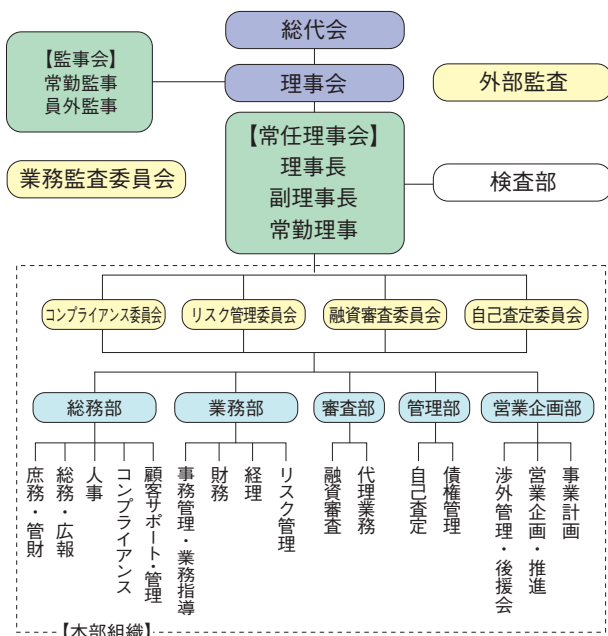 総代会
【監事会】
常勤監事
員外監事
理事会
外部監査
【常任理事会】
理事長
副理事長
常勤理事
業務監査委員会
検査部
コンプライアンス委員会
リスク管理委員会
融資審査委員会
自己査定委員会
総務部
業務部
審査部
管理部
営業企画部
庶務・管財
総務・広報
人事
コンプライアンス
顧客サポート・管理
事務管理・業務指導
財務
経理
リスク管理
融資審査
代理業務
自己査定
債権管理
渉外管理・後援会
営業企画・推進
事業計画
【本部組織】